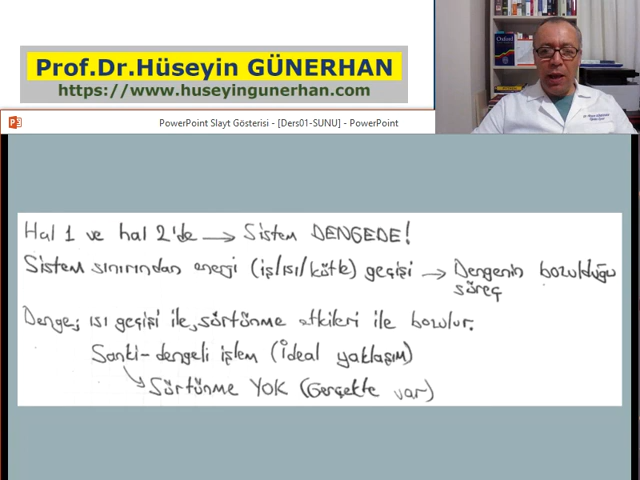 Prof.Dr.Hüseyin GÜNERHAN
https://www.huseyingunerhan.com
Oxford
PowerPoint Slayt Gösterisi - [Ders01-SUNU] - PowerPoint
Hal 1 ve hal 2'de → Sistem DENGEDE!
Sistem sınırından enerji (iş/ısı/kütle) geçişi → Dengenin bozulduğu
süreç
Denge; ısı geçişi ile, sürtünme etkileri ile bozulur.
Sanki-dengeli işlem (İdeal yaklaşım)
↘ Sürtünme YOK (Gerçekte var)